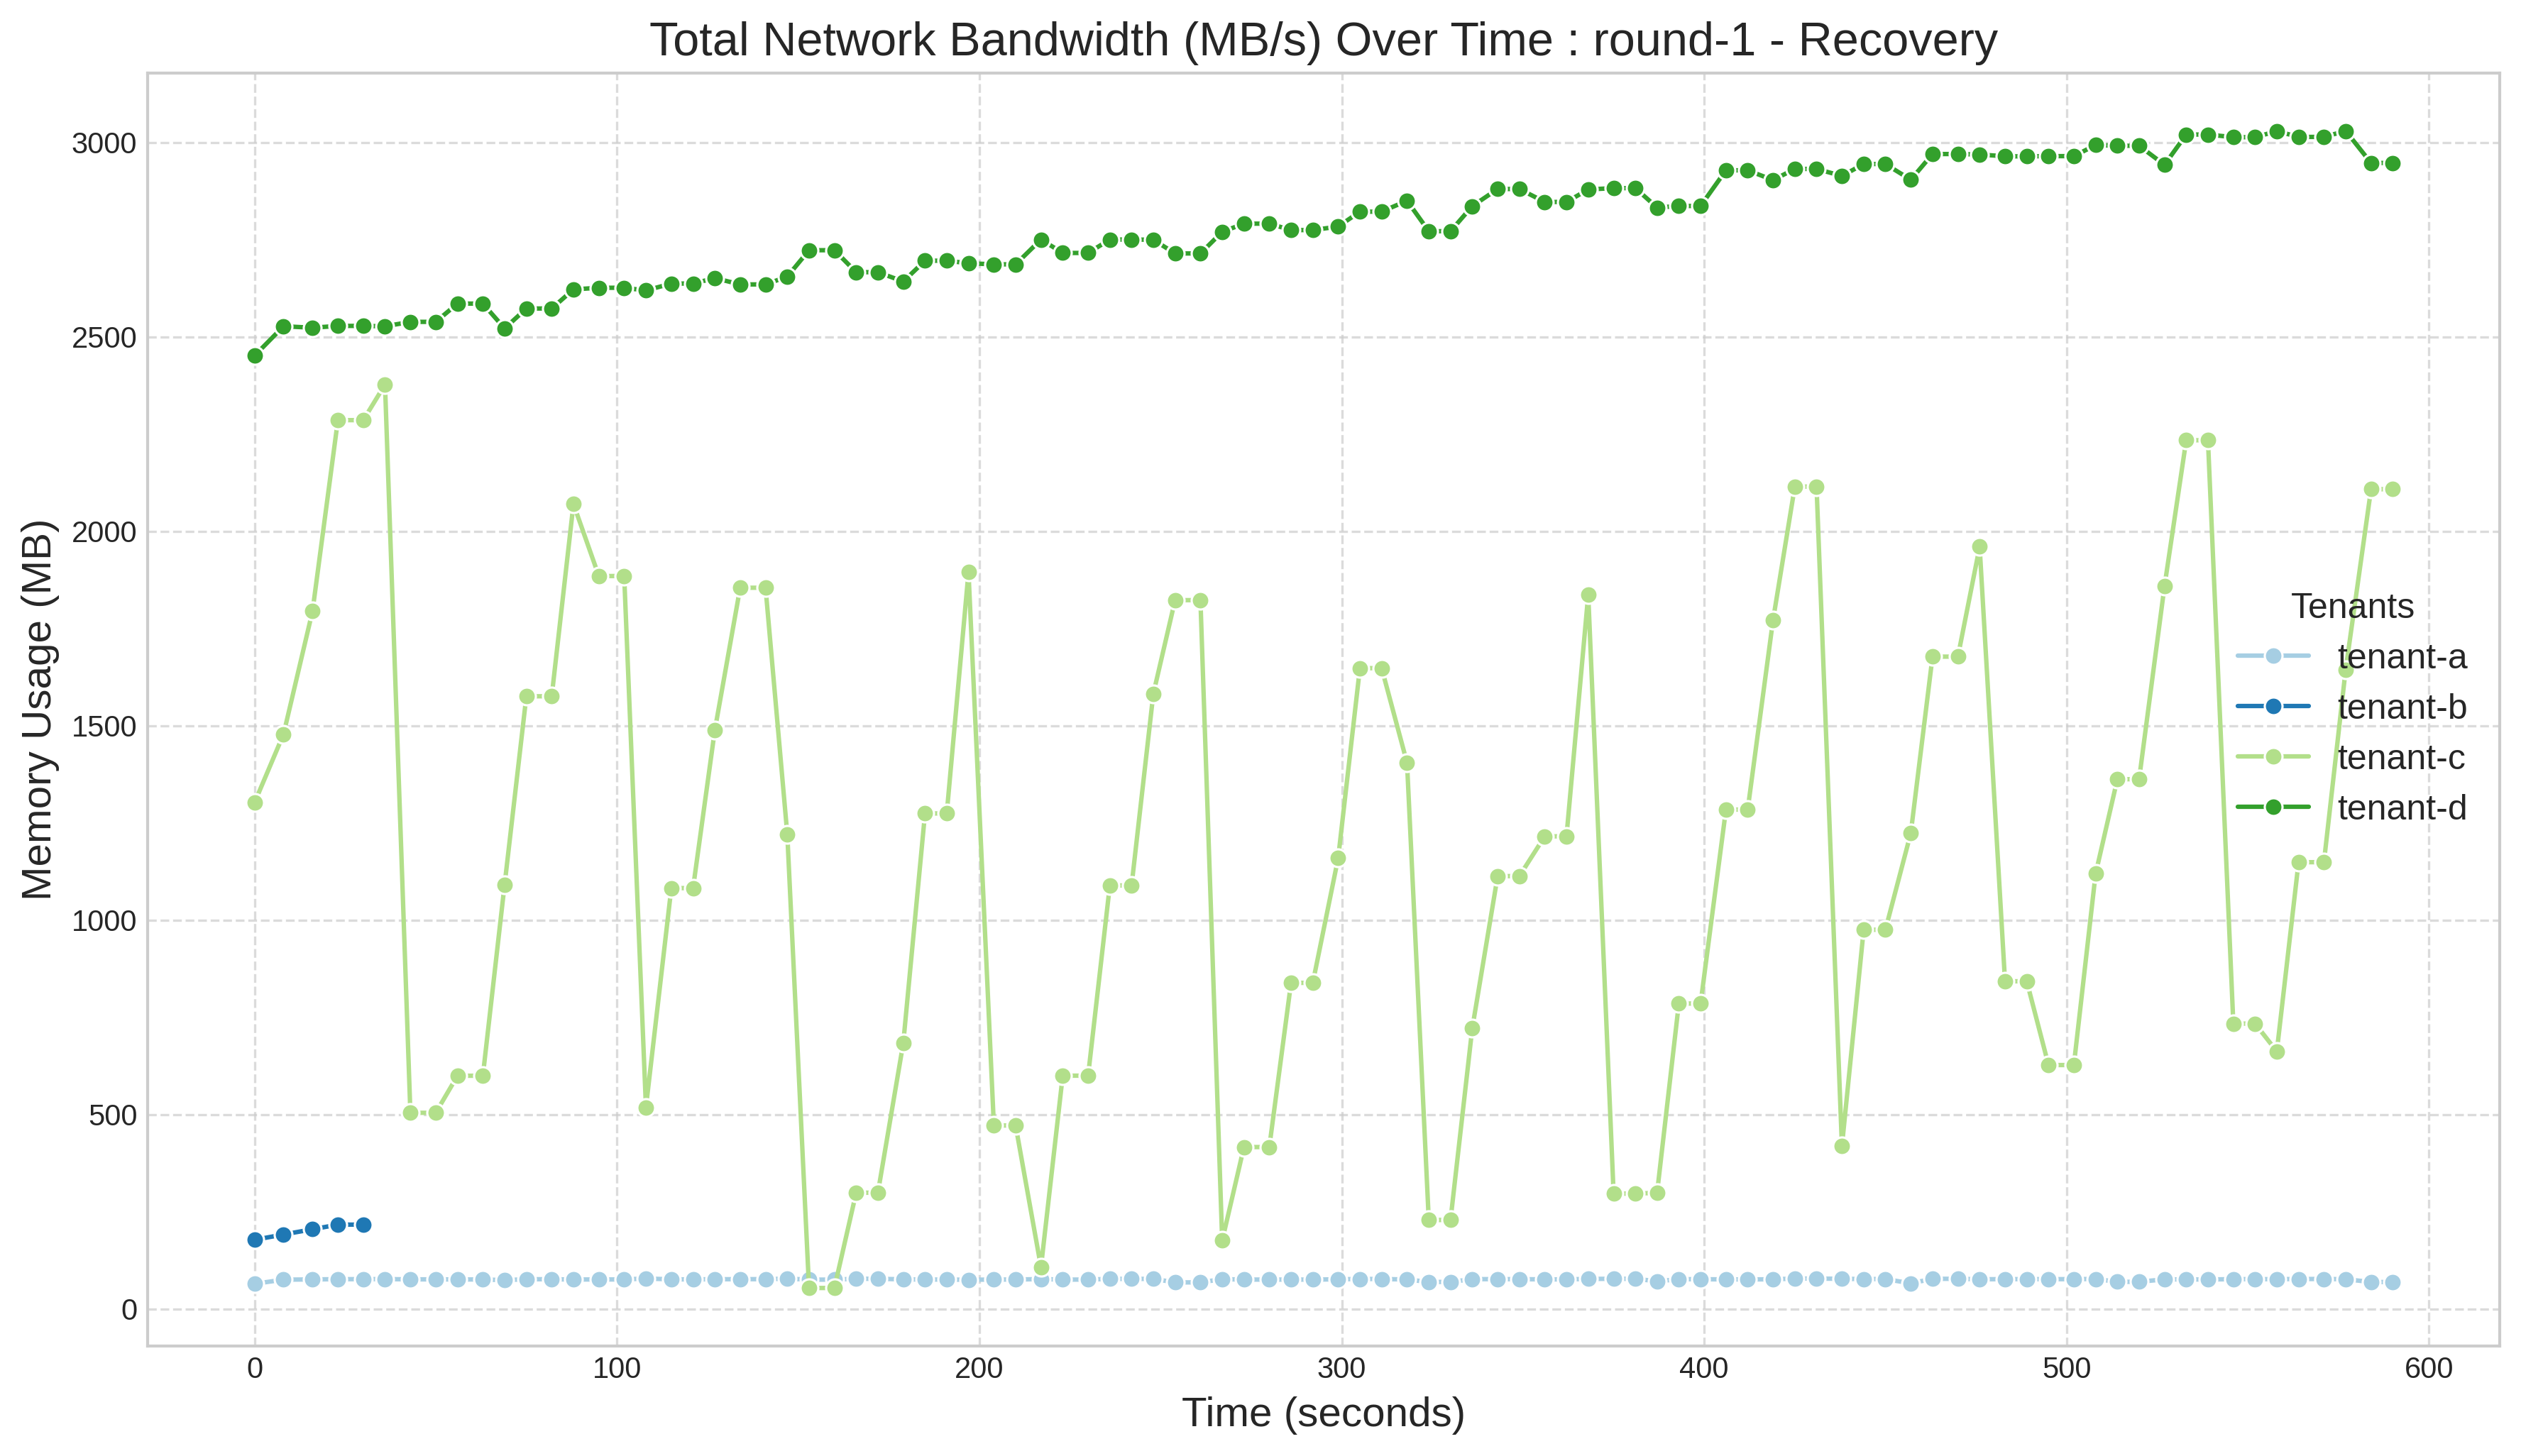 Total Network Bandwidth (MB/s) Over Time : round-1 - Recovery
Memory Usage (MB)
3000
2500
2000
1500
1000
500
0
Tenants
tenant-a
tenant-b
tenant-c
tenant-d
0 100 200 300 400 500 600
Time (seconds)